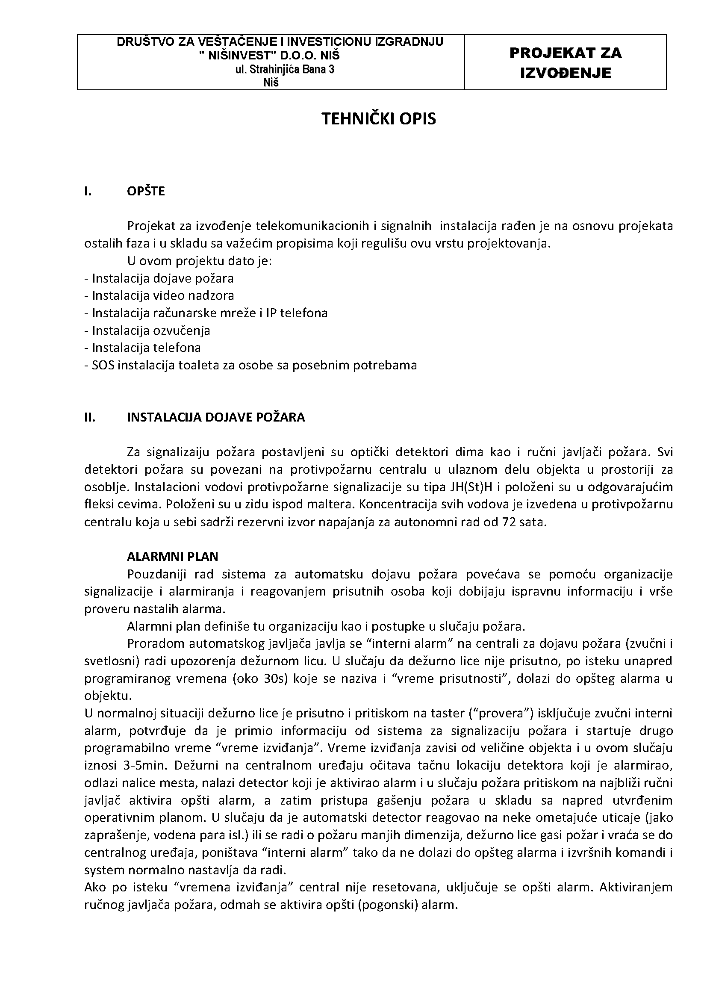 DRUŠTVO ZA VEŠTAČENJE I INVESTICIONU IZGRADNJU
" NIŠINVEST" D.O.O. NIŠ
ul. Strahinjića Bana 3
Niš
PROJEKAT ZA
IZVOĐENJE
TEHNIČKI OPIS
I. OPŠTE
Projekat za izvođenje telekomunikacionih i signalnih instalacija rađen je na osnovu projekata
ostalih faza i u skladu sa važećim propisima koji regulišu ovu vrstu projektovanja.
U ovom projektu dato je:
- Instalacija dojave požara
- Instalacija video nadzora
- Instalacija računarske mreže i IP telefona
- Instalacija ozvučenja
- Instalacija telefona
- SOS instalacija toaleta za osobe sa posebnim potrebama
II. INSTALACIJA DOJAVE POŽARA
Za signalizaiju požara postavljeni su optički detektori dima kao i ručni javljači požara. Svi
detektori požara su povezani na protivpožarnu centralu u ulaznom delu objekta u prostoriji za
osoblje. Instalacioni vodovi protivpožarne signalizacije su tipa JH(St)H i položeni su u odgovarajućim
fleksi cevima. Položeni su u zidu ispod maltera. Koncentracija svih vodova je izvedena u protivpožarnu
centralu koja u sebi sadrži rezervni izvor napajanja za autonomni rad od 72 sata.
ALARMNI PLAN
Pouzdaniji rad sistema za automatsku dojavu požara povećava se pomoću organizacije
signalizacije i alarmiranja i reagovanjem prisutnih osoba koji dobijaju ispravnu informaciju i vrše
proveru nastalih alarma.
Alarmni plan definiše tu organizaciju kao i postupke u slučaju požara.
Proradom automatskog javljača javlja se “interni alarm” na centrali za dojavu požara (zvučni i
svetlosni) radi upozorenja dežurnom licu. U slučaju da dežurno lice nije prisutno, po isteku unapred
programiranog vremena (oko 30s) koje se naziva i “vreme prisutnosti”, dolazi do opšteg alarma u
objektu.
U normalnoj situaciji dežurno lice je prisutno i pritiskom na taster (“provera”) isključuje zvučni interni
alarm, potvrđuje da je primio informaciju od sistema za signalizaciju požara i startuje drugo
programabilno vreme “vreme izviđanja”. Vreme izviđanja zavisi od veličine objekta i u ovom slučaju
iznosi 3-5min. Dežurni na centralnom uređaju očitava tačnu lokaciju detektora koji je alarmirao,
odlazi nalice mesta, nalazi detector koji je aktivirao alarm i u slučaju požara pritiskom na najbliži ručni
javljač aktivira opšti alarm, a zatim pristupa gašenju požara u skladu sa napred utvrđenim
operativnim planom. U slučaju da je automatski detector reagovao na neke ometajuće uticaje (jako
zaprašenje, vodena para isl.) ili se radi o požaru manjih dimenzija, dežurno lice gasi požar i vraća se do
centralnog uređaja, poništava “interni alarm” tako da ne dolazi do opšteg alarma i izvršnih komandi i
system normalno nastavlja da radi.
Ako po isteku “vremena izviđanja” central nije resetovana, uključuje se opšti alarm. Aktiviranjem
ručnog javljača požara, odmah se aktivira opšti (pogonski) alarm.